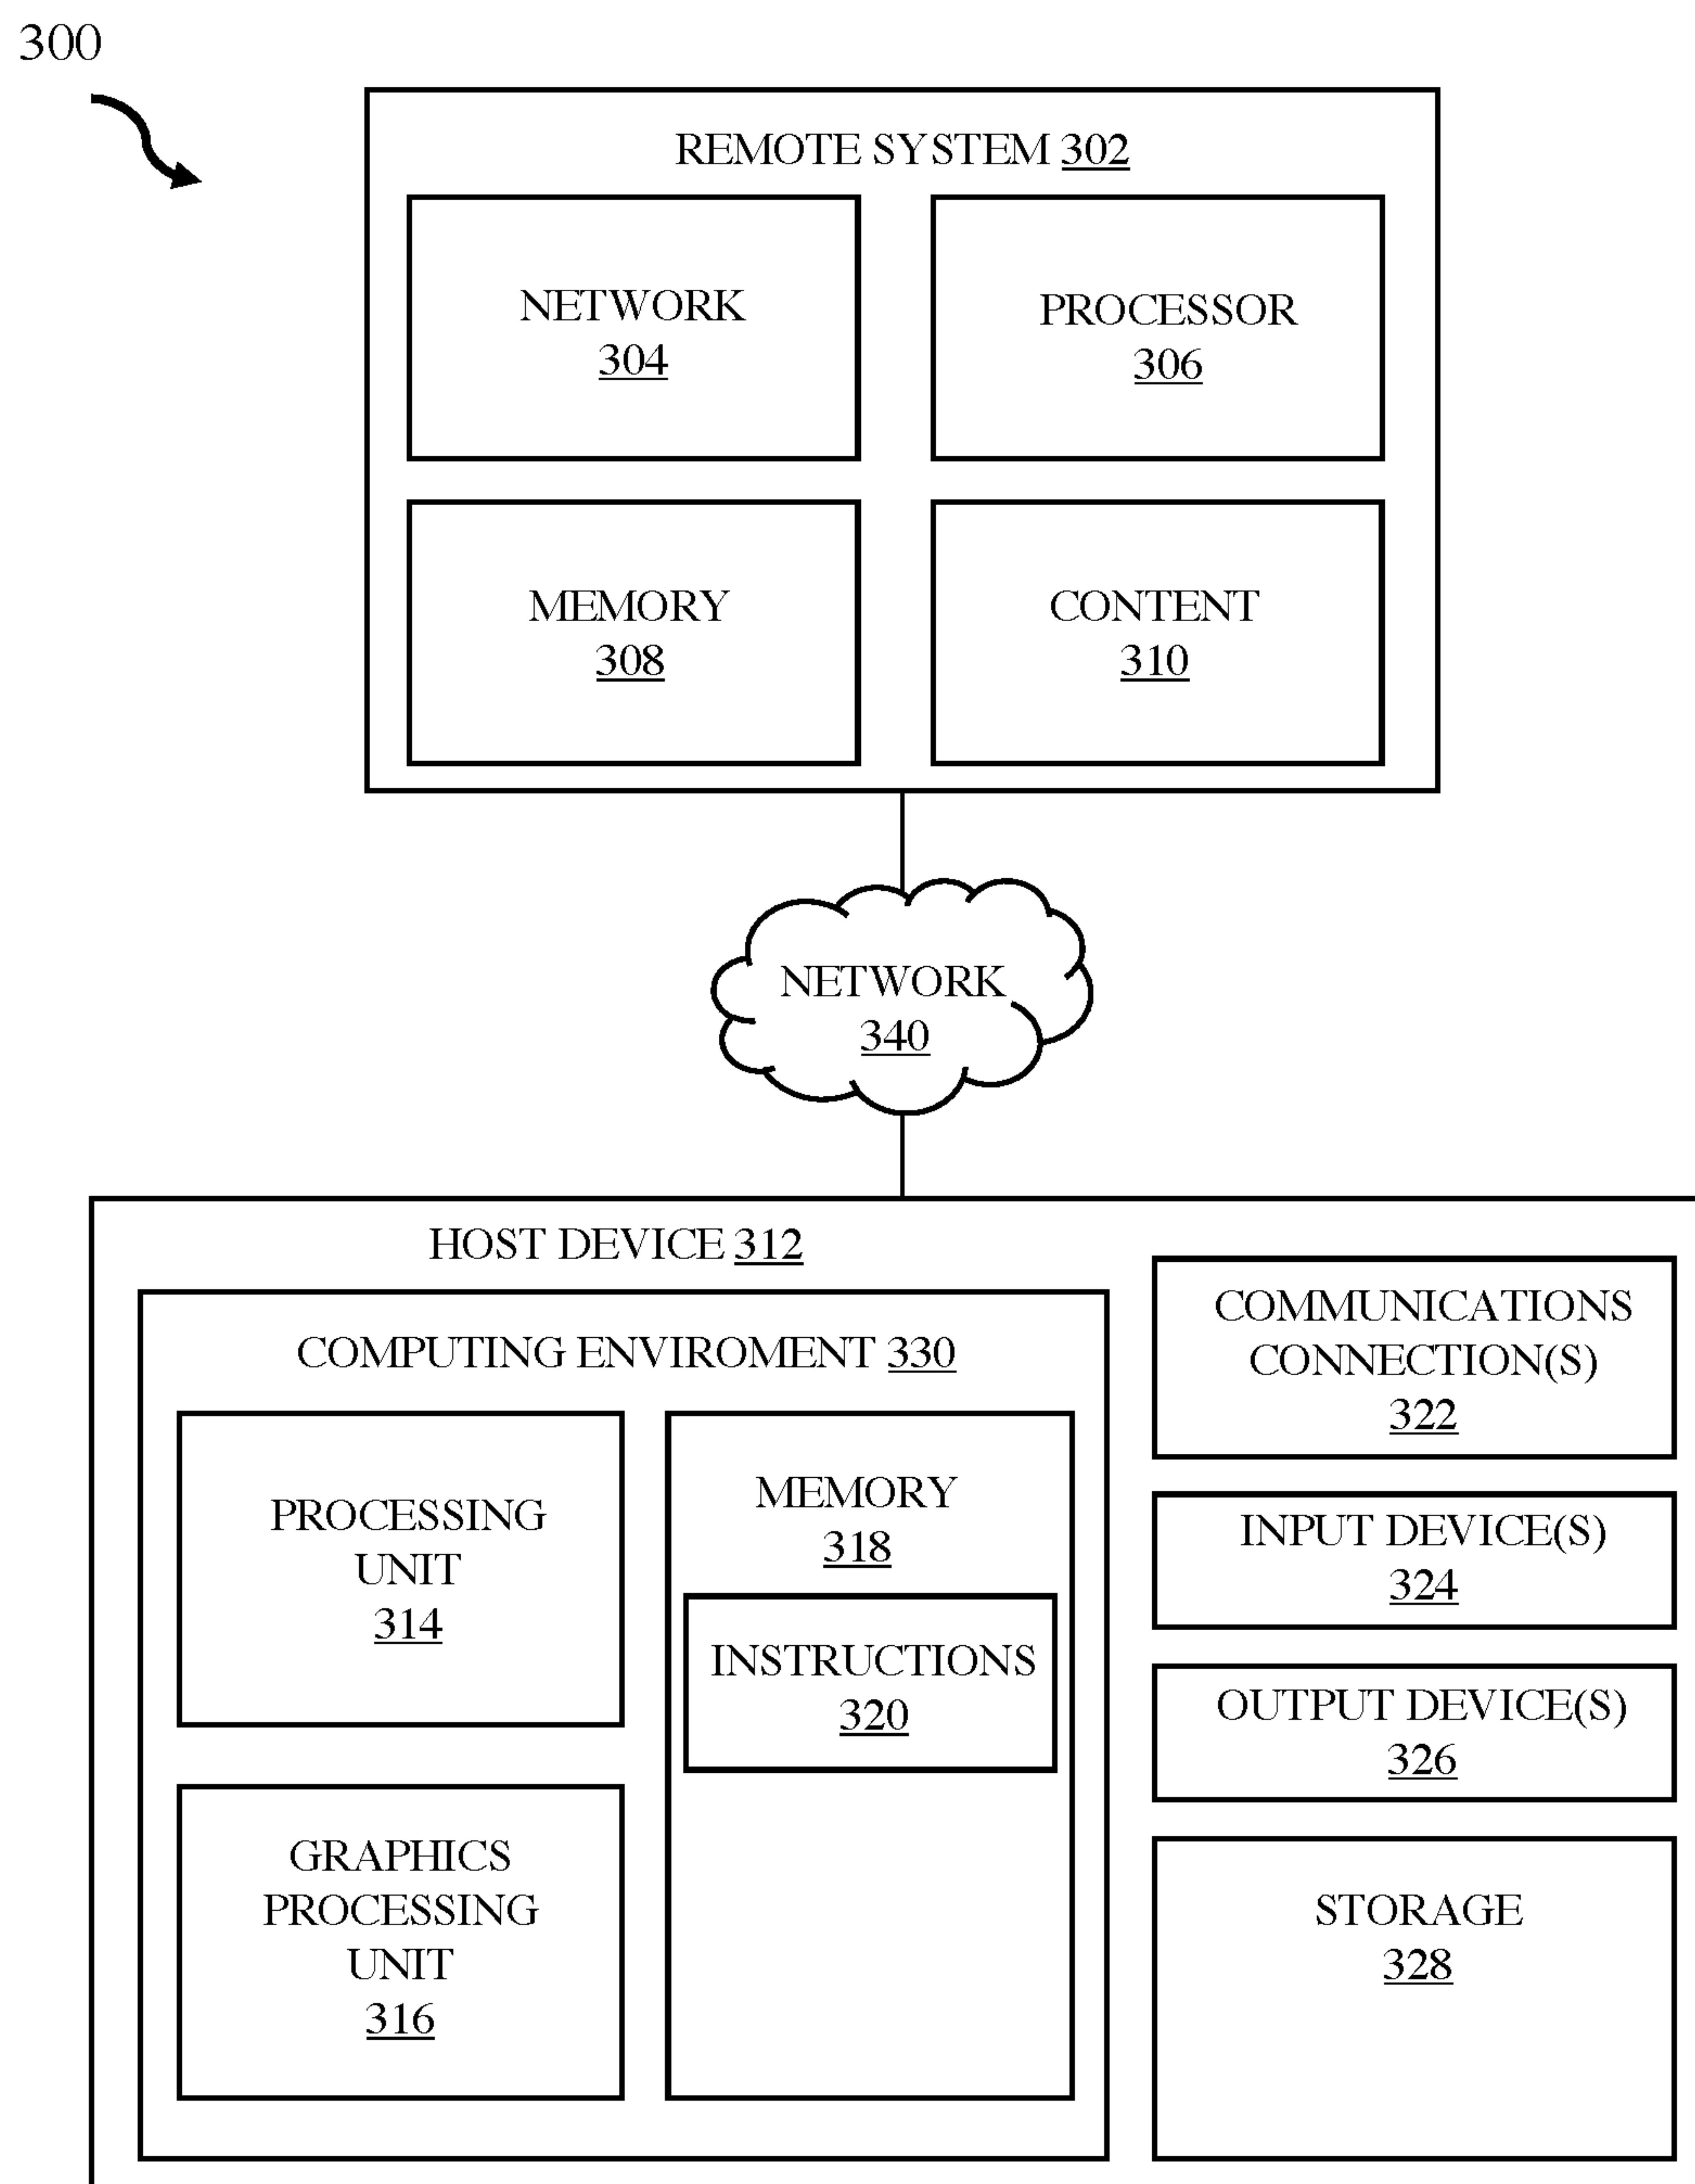 300
REMOTE SYSTEM 302
NETWORK
304
PROCESSOR
306
MEMORY
308
CONTENT
310
NETWORK
340
HOST DEVICE 312
COMPUTING ENVIROMENT 330
PROCESSING
UNIT
314
GRAPHICS
PROCESSING
UNIT
316
MEMORY
318
INSTRUCTIONS
320
COMMUNICATIONS
CONNECTION(S)
322
INPUT DEVICE(S)
324
OUTPUT DEVICE(S)
326
STORAGE
328